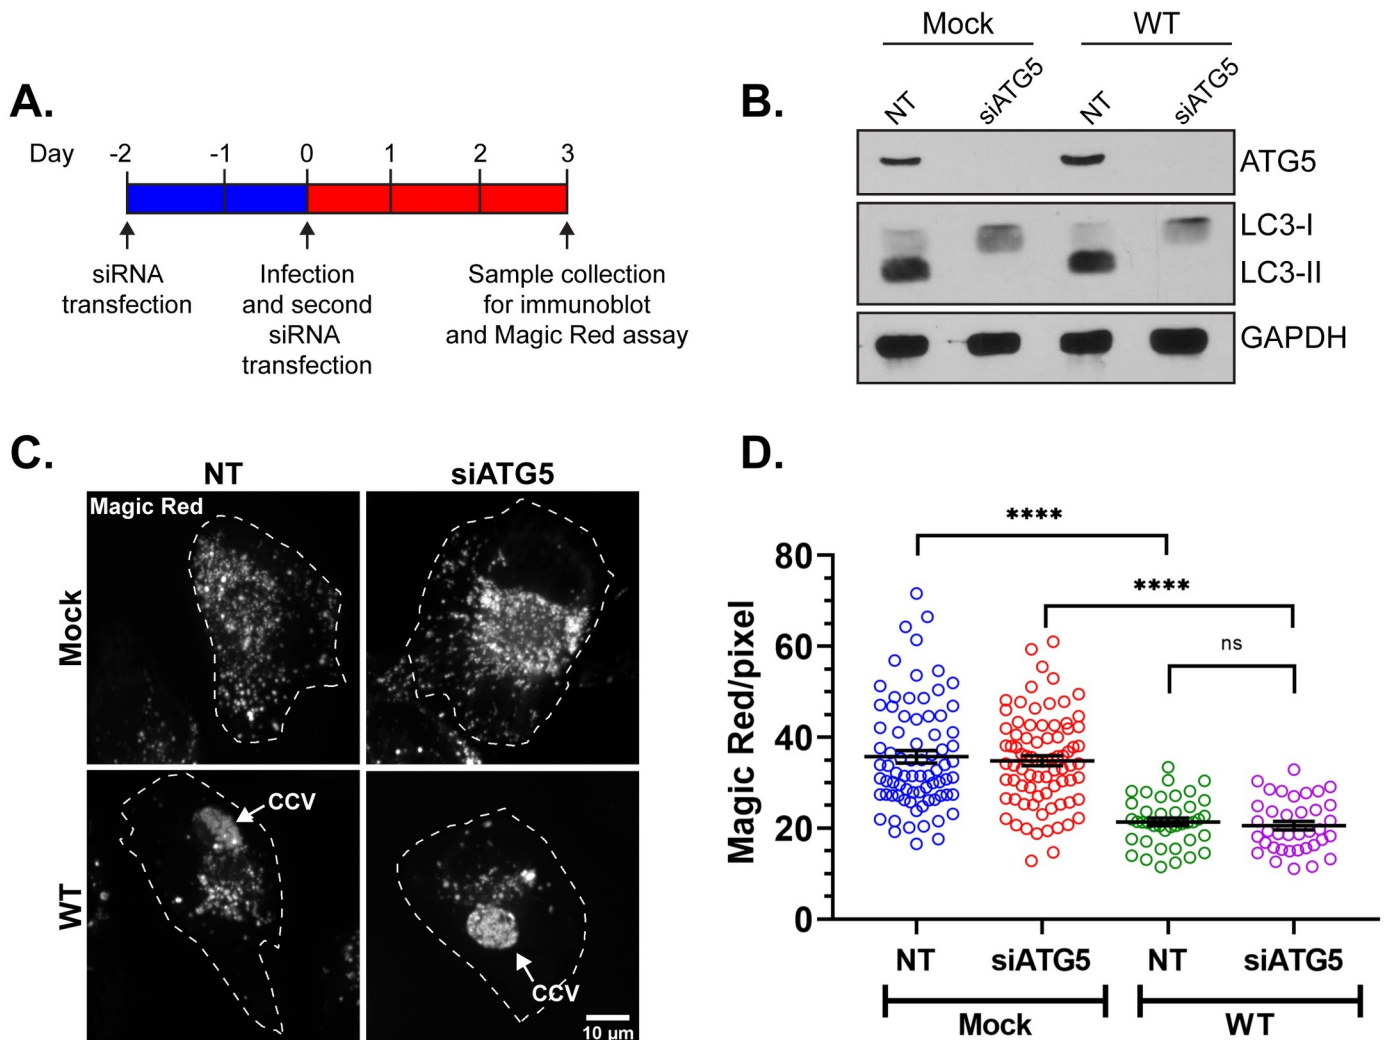 A.
Day -2 -1 0 1 2 3
siRNA
transfection
Infection
and second
siRNA
transfection
Sample collection
for immunoblot
and Magic Red assay
B.
Mock WT
NT siATG5 NT siATG5
ATG5
LC3-I
LC3-II
GAPDH
C.
NT siATG5
Magic Red
Mock
WT
CCV
CCV
10 µm
D.
****
****
ns
Magic Red/pixel
80
60
40
20
0
NT siATG5 NT siATG5
Mock WT